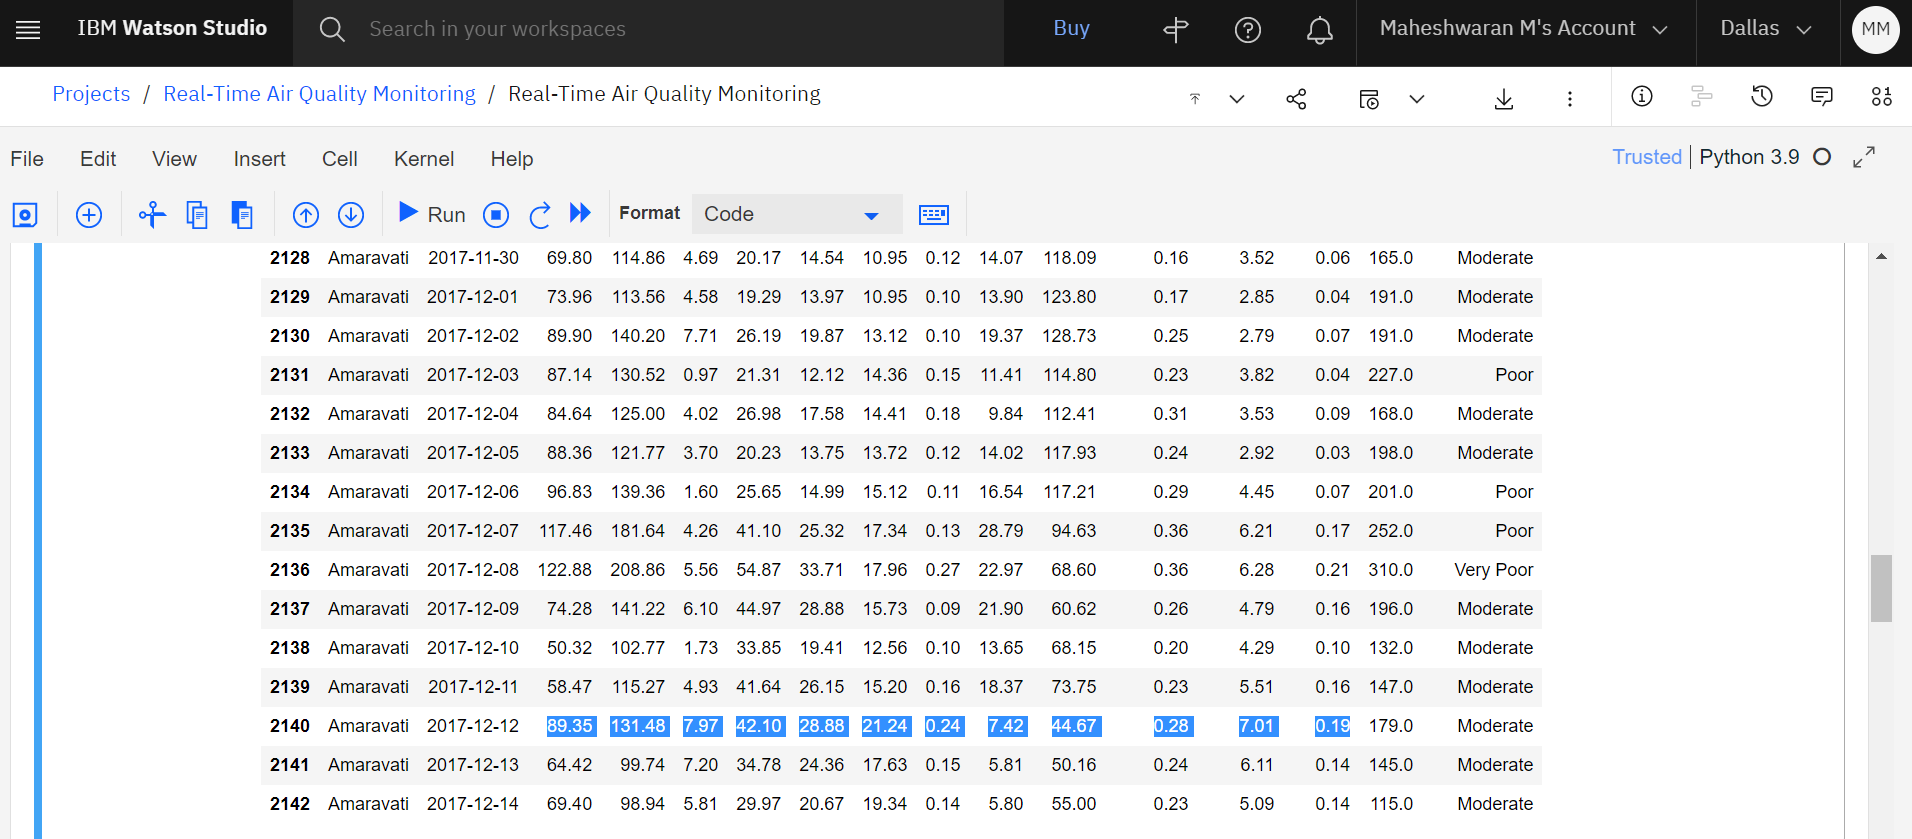 IBM Watson Studio Search in your workspaces Buy Maheshwaran M's Account Dallas MM
Projects / Real-Time Air Quality Monitoring / Real-Time Air Quality Monitoring
File Edit View Insert Cell Kernel Help Trusted Python 3.9
Run Format Code
2128 Amaravati 2017-11-30 69.80 114.86 4.69 20.17 14.54 10.95 0.12 14.07 118.09 0.16 3.52 0.06 165.0 Moderate
2129 Amaravati 2017-12-01 73.96 113.56 4.58 19.29 13.97 10.95 0.10 13.90 123.80 0.17 2.85 0.04 191.0 Moderate
2130 Amaravati 2017-12-02 89.90 140.20 7.71 26.19 19.87 13.12 0.10 19.37 128.73 0.25 2.79 0.07 191.0 Moderate
2131 Amaravati 2017-12-03 87.14 130.52 0.97 21.31 12.12 14.36 0.15 11.41 114.80 0.23 3.82 0.04 227.0 Poor
2132 Amaravati 2017-12-04 84.64 125.00 4.02 26.98 17.58 14.41 0.18 9.84 112.41 0.31 3.53 0.09 168.0 Moderate
2133 Amaravati 2017-12-05 88.36 121.77 3.70 20.23 13.75 13.72 0.12 14.02 117.93 0.24 2.92 0.03 198.0 Moderate
2134 Amaravati 2017-12-06 96.83 139.36 1.60 25.65 14.99 15.12 0.11 16.54 117.21 0.29 4.45 0.07 201.0 Poor
2135 Amaravati 2017-12-07 117.46 181.64 4.26 41.10 25.32 17.34 0.13 28.79 94.63 0.36 6.21 0.17 252.0 Poor
2136 Amaravati 2017-12-08 122.88 208.86 5.56 54.87 33.71 17.96 0.27 22.97 68.60 0.36 6.28 0.21 310.0 Very Poor
2137 Amaravati 2017-12-09 74.28 141.22 6.10 44.97 28.88 15.73 0.09 21.90 60.62 0.26 4.79 0.16 196.0 Moderate
2138 Amaravati 2017-12-10 50.32 102.77 1.73 33.85 19.41 12.56 0.10 13.65 68.15 0.20 4.29 0.10 132.0 Moderate
2139 Amaravati 2017-12-11 58.47 115.27 4.93 41.64 26.15 15.20 0.16 18.37 73.75 0.23 5.51 0.16 147.0 Moderate
2140 Amaravati 2017-12-12 89.35 131.48 7.97 42.10 28.88 21.24 0.24 7.42 44.67 0.28 7.01 0.19 179.0 Moderate
2141 Amaravati 2017-12-13 64.42 99.74 7.20 34.78 24.36 17.63 0.15 5.81 50.16 0.24 6.11 0.14 145.0 Moderate
2142 Amaravati 2017-12-14 69.40 98.94 5.81 29.97 20.67 19.34 0.14 5.80 55.00 0.23 5.09 0.14 115.0 Moderate